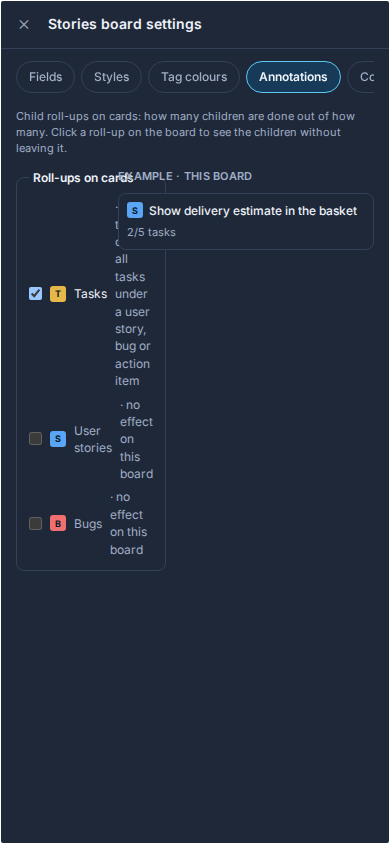 Stories board settings
Fields
Styles
Tag colours
Annotations
Child roll-ups on cards: how many children are done out of how
many. Click a roll-up on the board to see the children without
leaving it.
Roll-ups on cards
EXAMPLE · THIS BOARD
S Show delivery estimate in the basket
2/5 tasks
T Tasks
all
tasks
under
a user
story,
bug or
action
item
S User
stories
· no
effect
on
this
board
B Bugs
· no
effect
on this
board